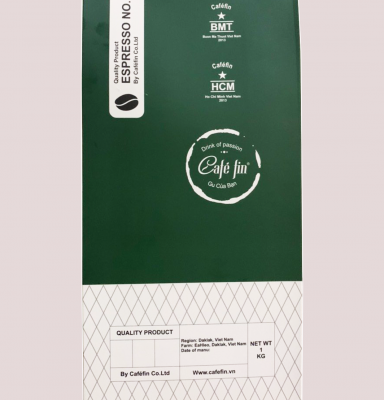 Quality Product
ESPRESSO NO.
By Caféfin Co.Ltd
Caféfin
BMT
Buon Ma Thuot Viet Nam
2012
Caféfin
HCM
Ho Chi Minh Viet Nam
2013
Drink of passion
Café fin®
Gu Của Bạn
QUALITY PRODUCT
By Caféfin Co.Ltd
Region: Daklak, Viet Nam
Farm: EaHleo, Daklak, Viet Nam
Date of menu:
Www.cafefin.vn
NET WT
1
KG